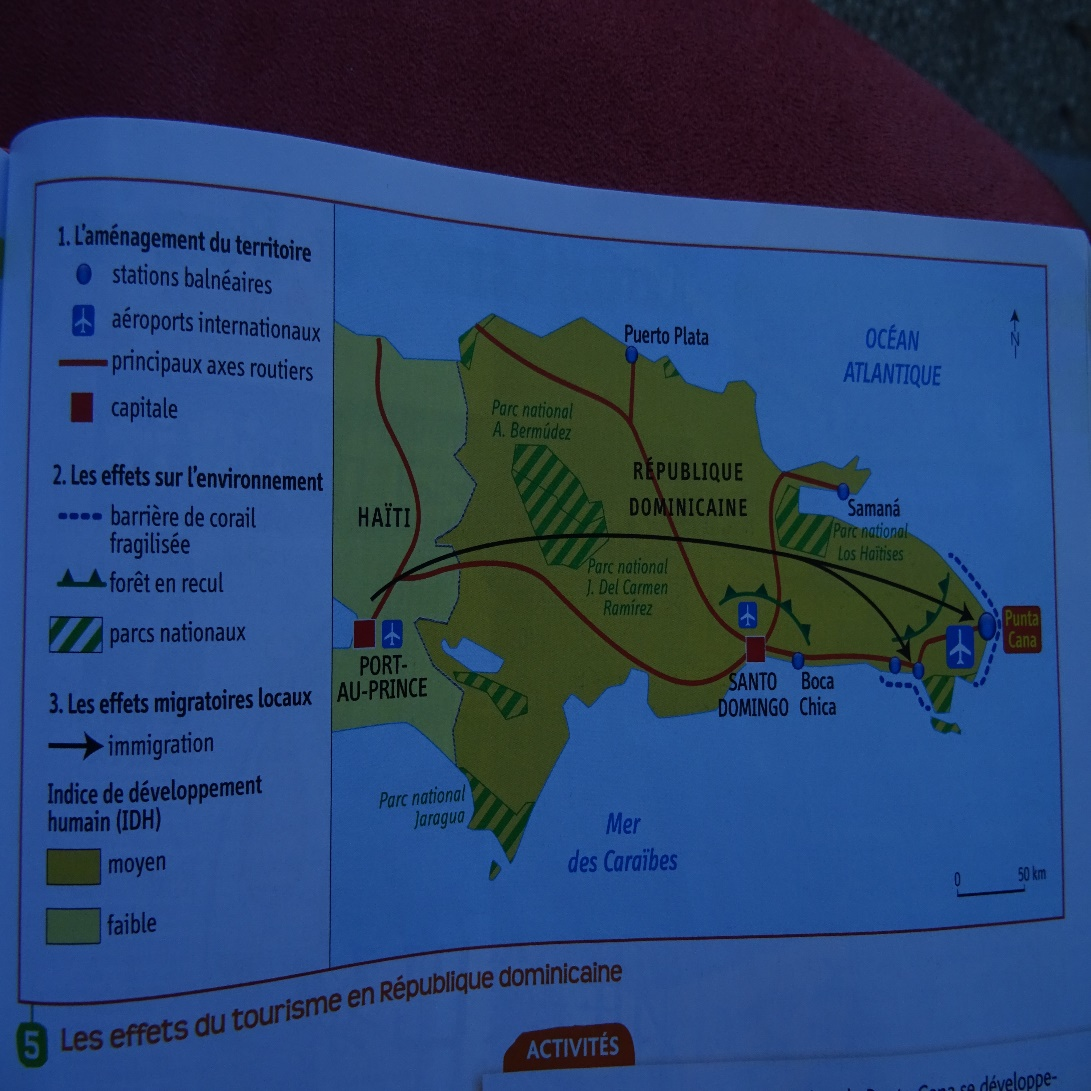 1. L'aménagement du territoire
stations balnéaires
aéroports internationaux
principaux axes routiers
capitale
2. Les effets sur l'environnement
barrière de corail
fragilisée
forêt en recul
parcs nationaux
3. Les effets migratoires locaux
immigration
Indice de développement
humain (IDH)
moyen
faible
Puerto Plata
OCÉAN
ATLANTIQUE
N
Parc national
A. Bermúdez
RÉPUBLIQUE
DOMINICAINE
HAÏTI
Samaná
Parc national
Los Haïtises
Parc national
J. Del Carmen
Ramírez
Punta
Cana
PORT-
AU-PRINCE
SANTO
DOMINGO
Boca
Chica
Parc national
Jaragua
Mer
des Caraïbes
0 50 km
5 Les effets du tourisme en République dominicaine
ACTIVITÉS
Punta Cana se développe-